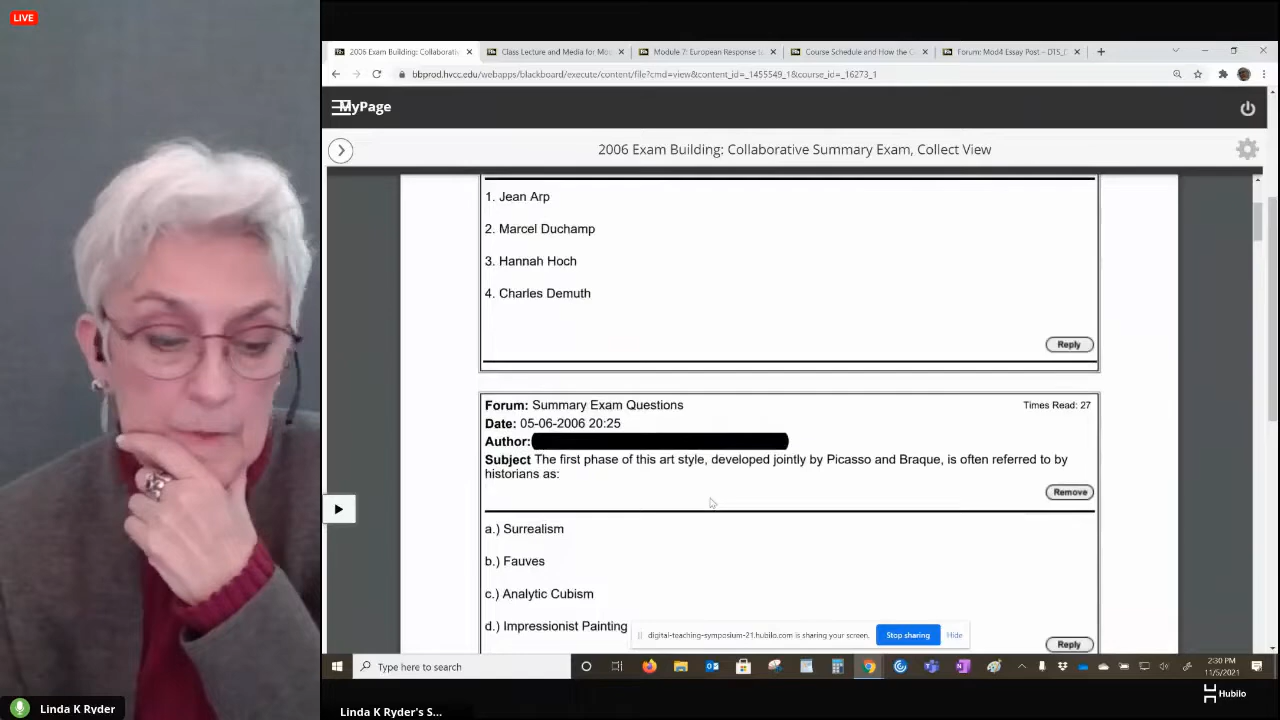 LIVE
2006 Exam Building: Collaborativ
Class Lecture and Media for Mo
Module 7: European Response t
Course Schedule and How the C
Forum: Mod4 Essay Post – DTS_
bbprod.hvcc.edu/webapps/blackboard/execute/content/file?cmd=view&content_id=_1455549_1&course_id=_16273_1
MyPage
2006 Exam Building: Collaborative Summary Exam, Collect View
1. Jean Arp
2. Marcel Duchamp
3. Hannah Hoch
4. Charles Demuth
Reply
Forum: Summary Exam Questions
Times Read: 27
Date: 05-06-2006 20:25
Author:
Subject The first phase of this art style, developed jointly by Picasso and Braque, is often referred to by
historians as:
Remove
a.) Surrealism
b.) Fauves
c.) Analytic Cubism
d.) Impressionist Painting
digital-teaching-symposium-21.hubilo.com is sharing your screen.
Stop sharing
Hide
Reply
Type here to search
2:30 PM
11/5/2021
Hubilo
Linda K Ryder
Linda K Ryder's S...